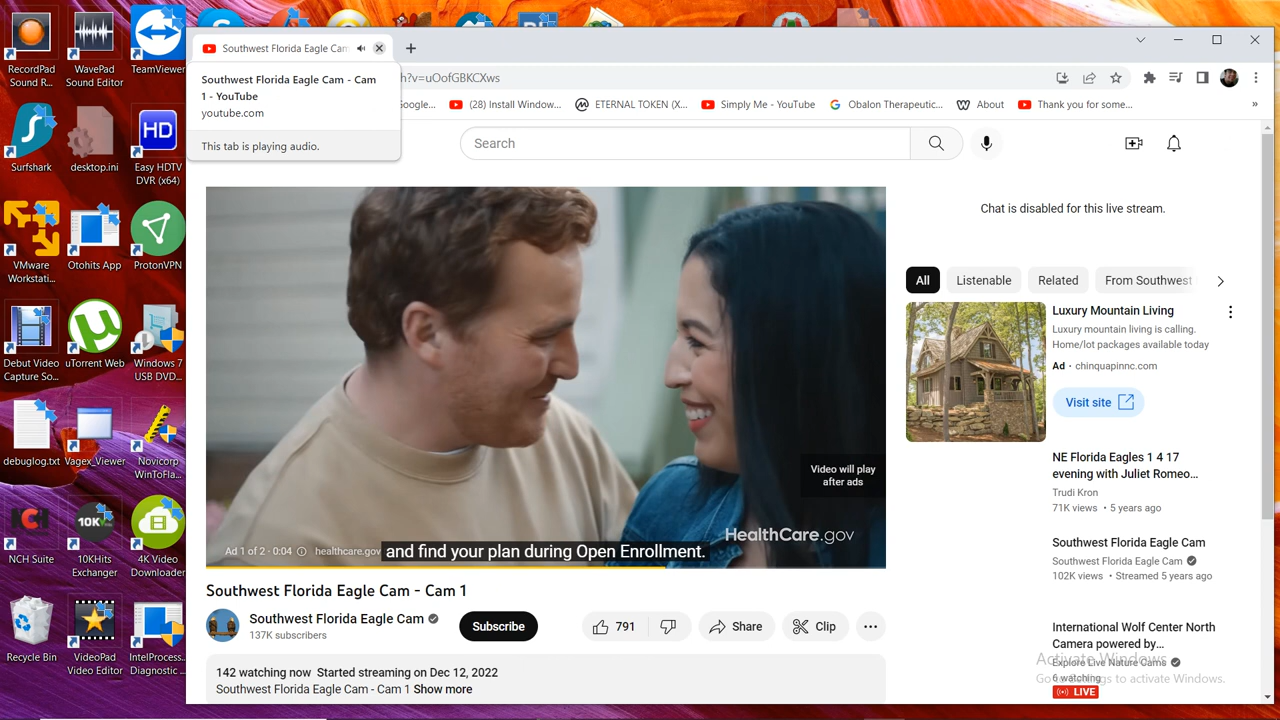 RecordPad
Sound R...
WavePad
Sound Editor
TeamViewer
Surfshark
desktop.ini
HD
Easy HDTV
DVR (x64)
VMware
Workstati...
Otohits App
ProtonVPN
Debut Video
Capture So...
uTorrent Web
Windows 7
USB DVD...
debuglog.txt
Vagex_Viewer
Novicorp
WinToFla...
NCH
NCH Suite
10KHits
10KHits
Exchanger
4K Video
Downloader
Recycle Bin
VideoPad
Video Editor
IntelProcess...
Diagnostic ...
Southwest Florida Eagle Cam
Southwest Florida Eagle Cam - Cam
1 - YouTube
youtube.com
This tab is playing audio.
h?v=uOofGBKCXws
Google...
(28) Install Window...
ETERNAL TOKEN (X...
Simply Me - YouTube
Obalon Therapeutic...
About
Thank you for some...
»
Search
Video will play
after ads
HealthCare.gov
Ad 1 of 2 · 0:04
healthcare.gov
and find your plan during Open Enrollment.
Southwest Florida Eagle Cam - Cam 1
Southwest Florida Eagle Cam
137K subscribers
Subscribe
791
Share
Clip
142 watching now Started streaming on Dec 12, 2022
Southwest Florida Eagle Cam - Cam 1 Show more
Chat is disabled for this live stream.
All
Listenable
Related
From Southwest
Luxury Mountain Living
Luxury mountain living is calling.
Home/lot packages available today
Ad · chinquapinnc.com
Visit site
NE Florida Eagles 1 4 17
evening with Juliet Romeo...
Trudi Kron
71K views • 5 years ago
Southwest Florida Eagle Cam
Southwest Florida Eagle Cam
102K views • Streamed 5 years ago
International Wolf Center North
Camera powered by...
Explore Live Nature Cams
6 watching
LIVE
Activate Windows
Go to Settings to activate Windows.